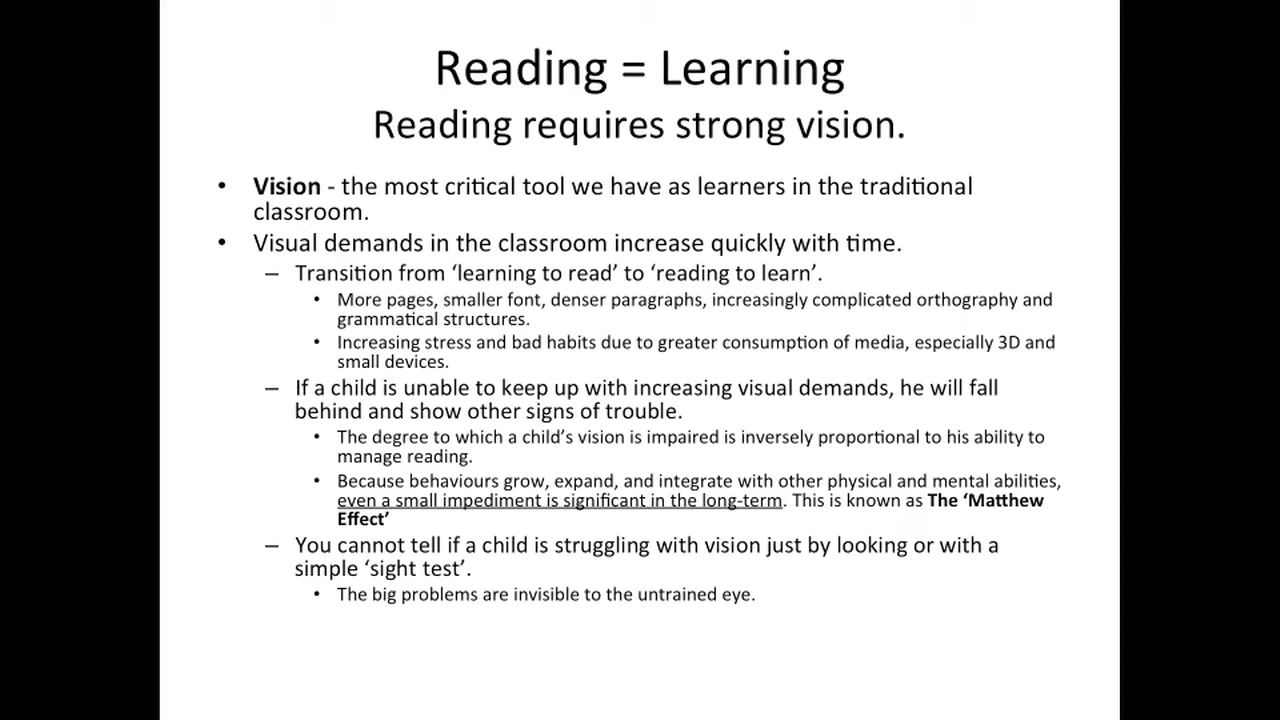 Reading = Learning
Reading requires strong vision.
• Vision - the most critical tool we have as learners in the traditional
classroom.
• Visual demands in the classroom increase quickly with time.
– Transition from ‘learning to read’ to ‘reading to learn’.
• More pages, smaller font, denser paragraphs, increasingly complicated orthography and
grammatical structures.
• Increasing stress and bad habits due to greater consumption of media, especially 3D and
small devices.
– If a child is unable to keep up with increasing visual demands, he will fall
behind and show other signs of trouble.
• The degree to which a child’s vision is impaired is inversely proportional to his ability to
manage reading.
• Because behaviours grow, expand, and integrate with other physical and mental abilities,
even a small impediment is significant in the long-term. This is known as The ‘Matthew
Effect’
– You cannot tell if a child is struggling with vision just by looking or with a
simple ‘sight test’.
• The big problems are invisible to the untrained eye.